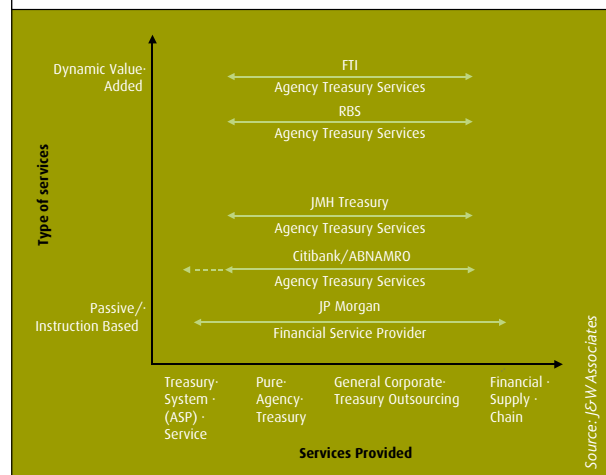 Dynamic Value·
Added
FTI
Agency Treasury Services
RBS
Agency Treasury Services
Type of services
JMH Treasury
Agency Treasury Services
Citibank/ABNAMRO
Agency Treasury Services
Passive/·
Instruction Based
JP Morgan
Financial Service Provider
Treasury·
System ·
(ASP) ·
Service
Pure·
Agency·
Treasury
General Corporate·
Treasury Outsourcing
Financial ·
Supply ·
Chain
Services Provided
Source: J&W Associates